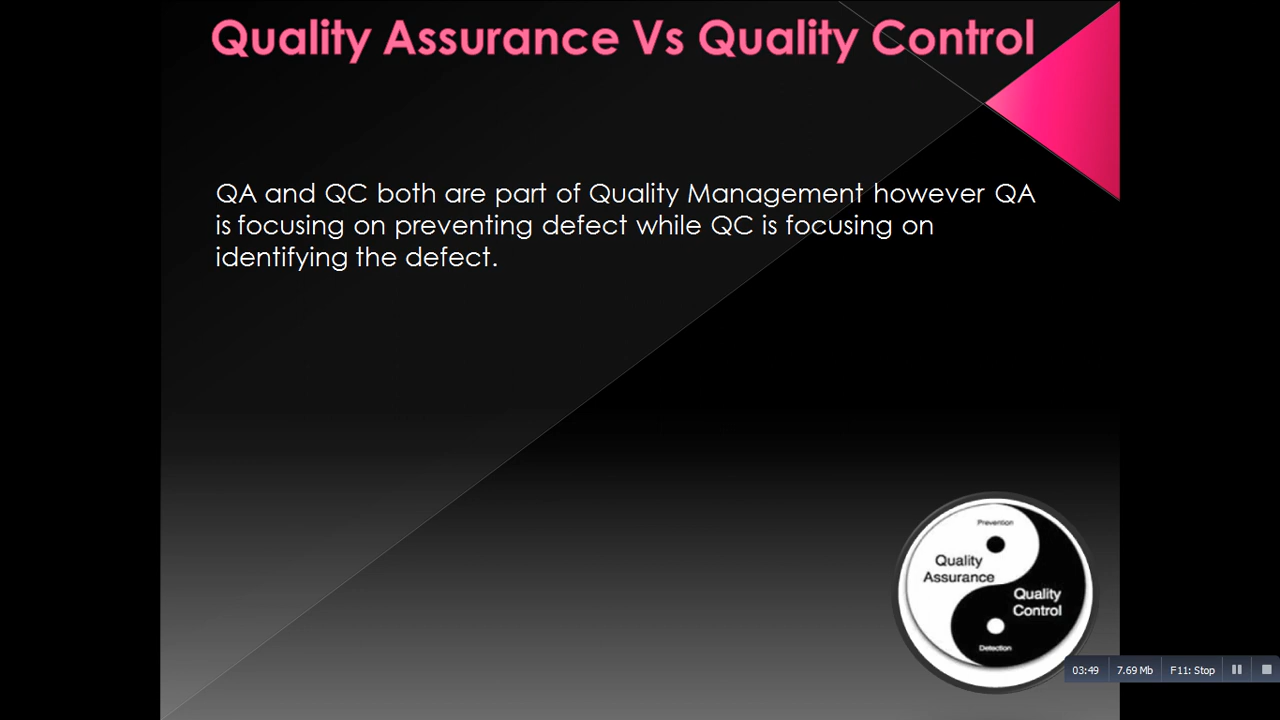 Quality Assurance Vs Quality Control
QA and QC both are part of Quality Management however QA
is focusing on preventing defect while QC is focusing on
identifying the defect.
Prevention
Quality
Assurance
Quality
Control
Detection
03:49 7.69 Mb F11: Stop